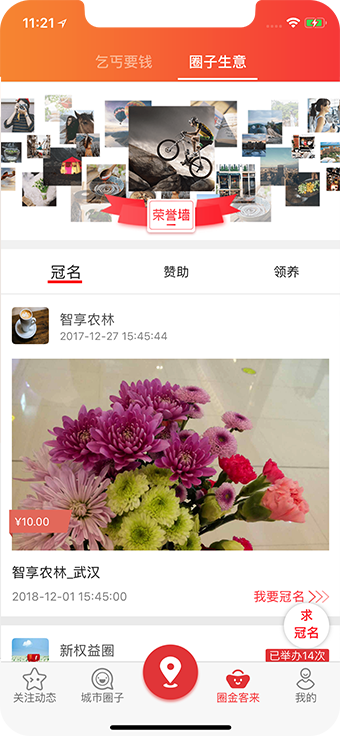 11:21
乞丐要钱 圈子生意
荣誉墙
冠名 赞助 领养
智享农林
2017-12-27 15:45:44
¥10.00
智享农林_武汉
2018-12-01 15:45:00 我要冠名
求
冠名
新权益圈
已举办14次
关注动态 城市圈子 圈金客来 我的